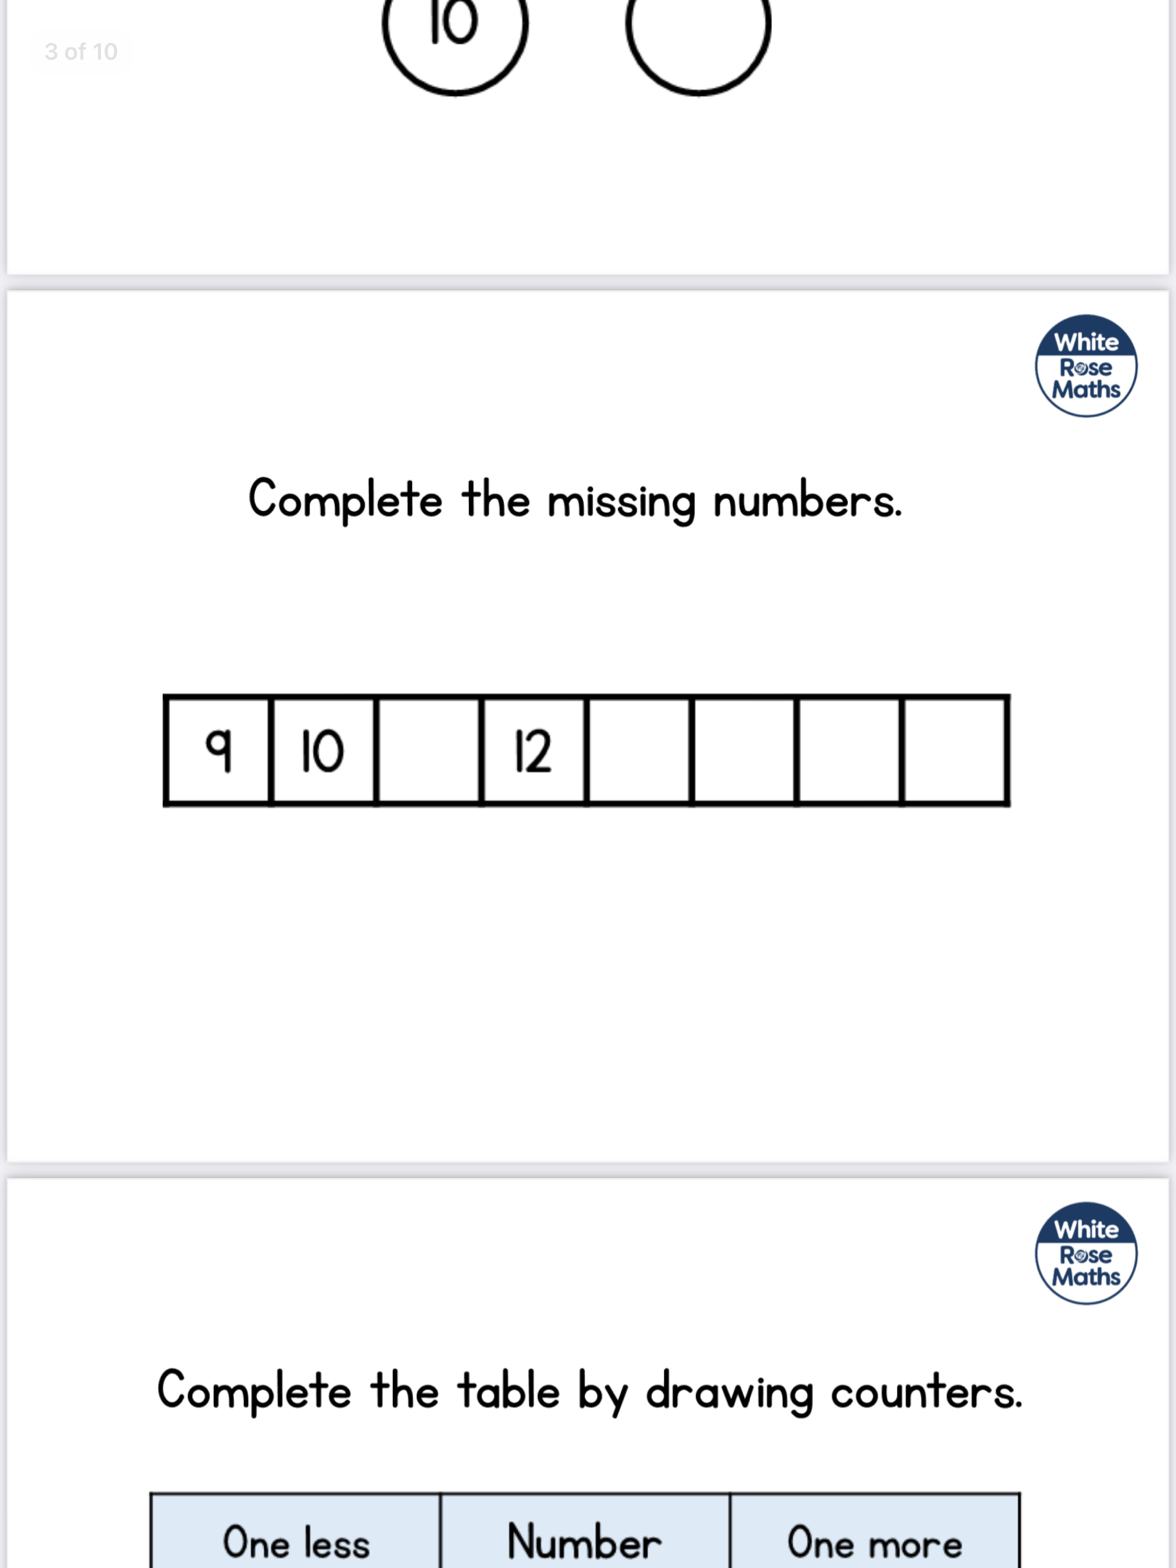 10
3 of 10
White
Rose
Maths
Complete the missing numbers.
9 10 12
White
Rose
Maths
Complete the table by drawing counters.
One less Number One more